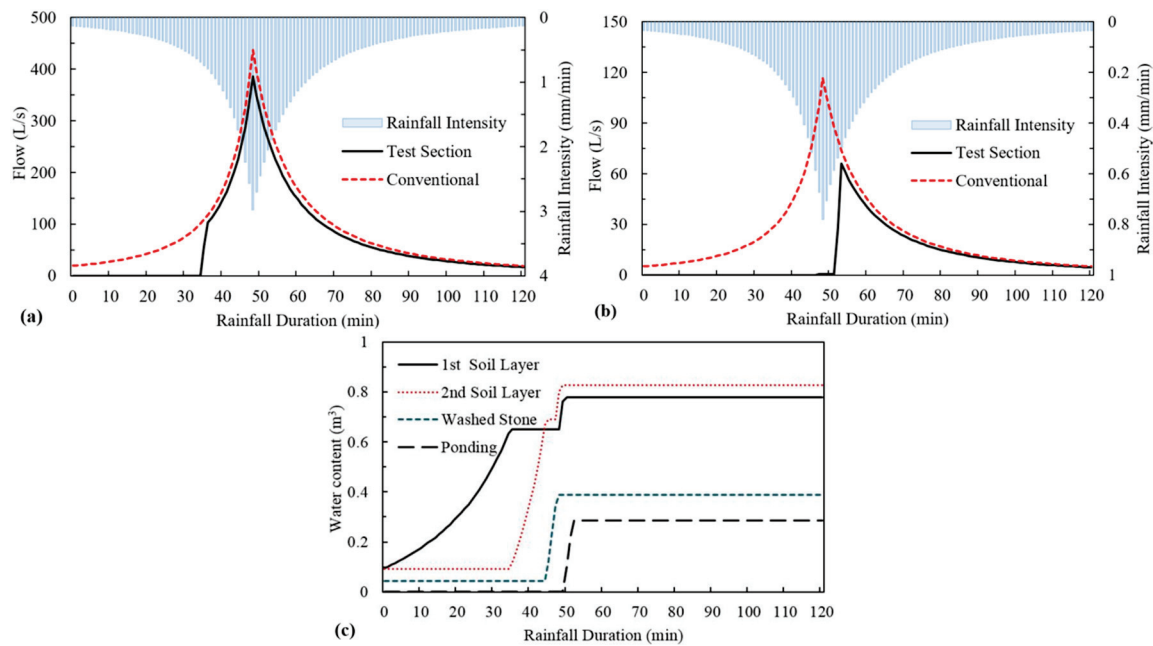 500
400
300
200
100
0
Flow (L/s)
0
1
2
3
4
Rainfall Intensity (mm/min)
Rainfall Intensity
Test Section
Conventional
0 10 20 30 40 50 60 70 80 90 100 110 120
Rainfall Duration (min)
(a)
150
120
90
60
30
0
Flow (L/s)
0
0.2
0.4
0.6
0.8
1
Rainfall Intensity (mm/min)
Rainfall Intensity
Test Section
Conventional
0 10 20 30 40 50 60 70 80 90 100 110 120
Rainfall Duration (min)
(b)
1
0.8
0.6
0.4
0.2
0
Water content (m³)
1st Soil Layer
2nd Soil Layer
Washed Stone
Ponding
0 10 20 30 40 50 60 70 80 90 100 110 120
Rainfall Duration (min)
(c)